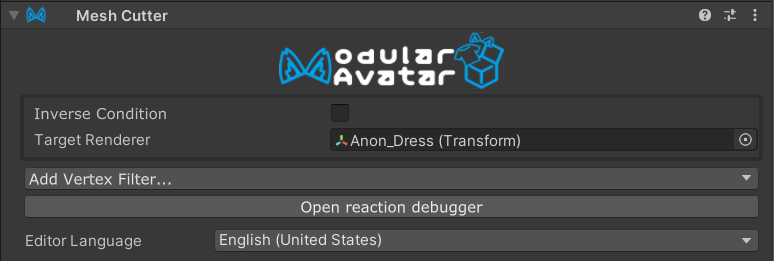 Mesh Cutter
Modular
Avatar
Inverse Condition
Target Renderer
Anon_Dress (Transform)
Add Vertex Filter...
Open reaction debugger
Editor Language
English (United States)